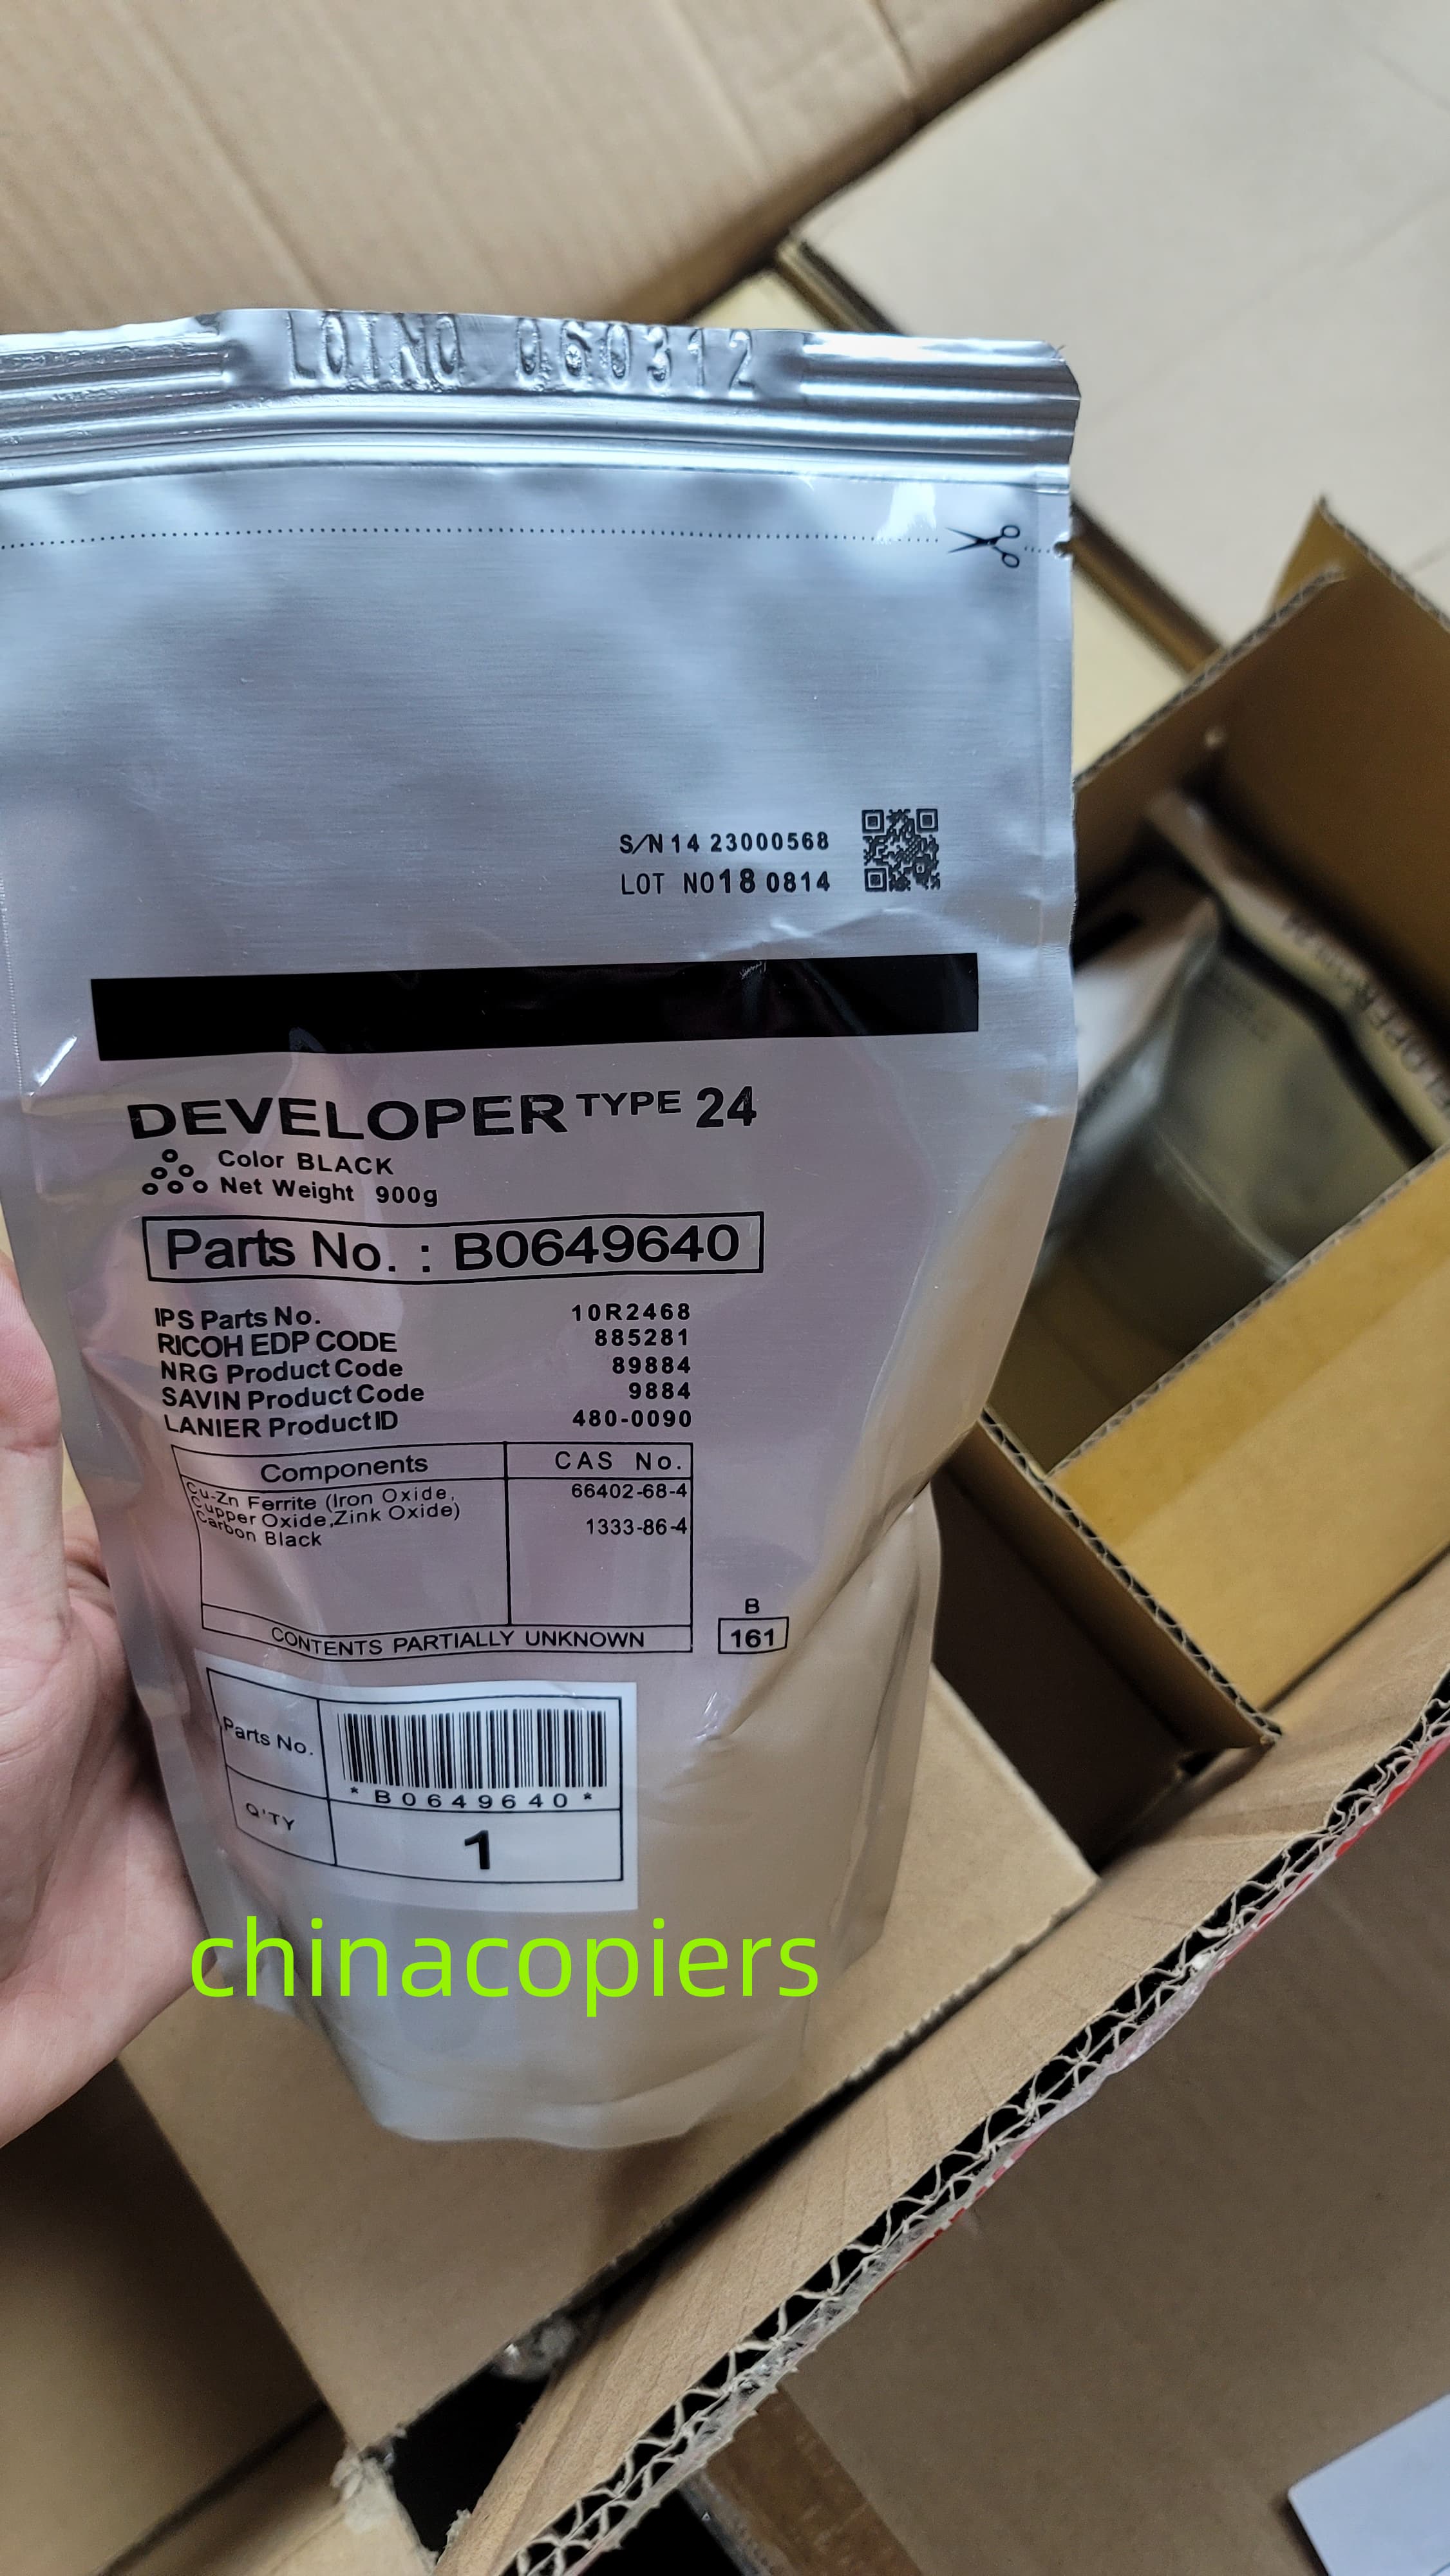 LOTNO 060312
S/N 14 23000568
LOT NO 18 0814
DEVELOPER TYPE 24
Color BLACK
Net Weight 900g
Parts No. : B0649640
IPS Parts No. 10R2468
RICOH EDP CODE 885281
NRG Product Code 89884
SAVIN Product Code 9884
LANIER Product ID 480-0090
Components CAS No.
Cu-Zn Ferrite (Iron Oxide, 66402-68-4
Cupper Oxide,Zink Oxide)
Carbon Black 1333-86-4
CONTENTS PARTIALLY UNKNOWN
B
161
Parts No.
*B0649640*
Q'TY 1
chinacopiers